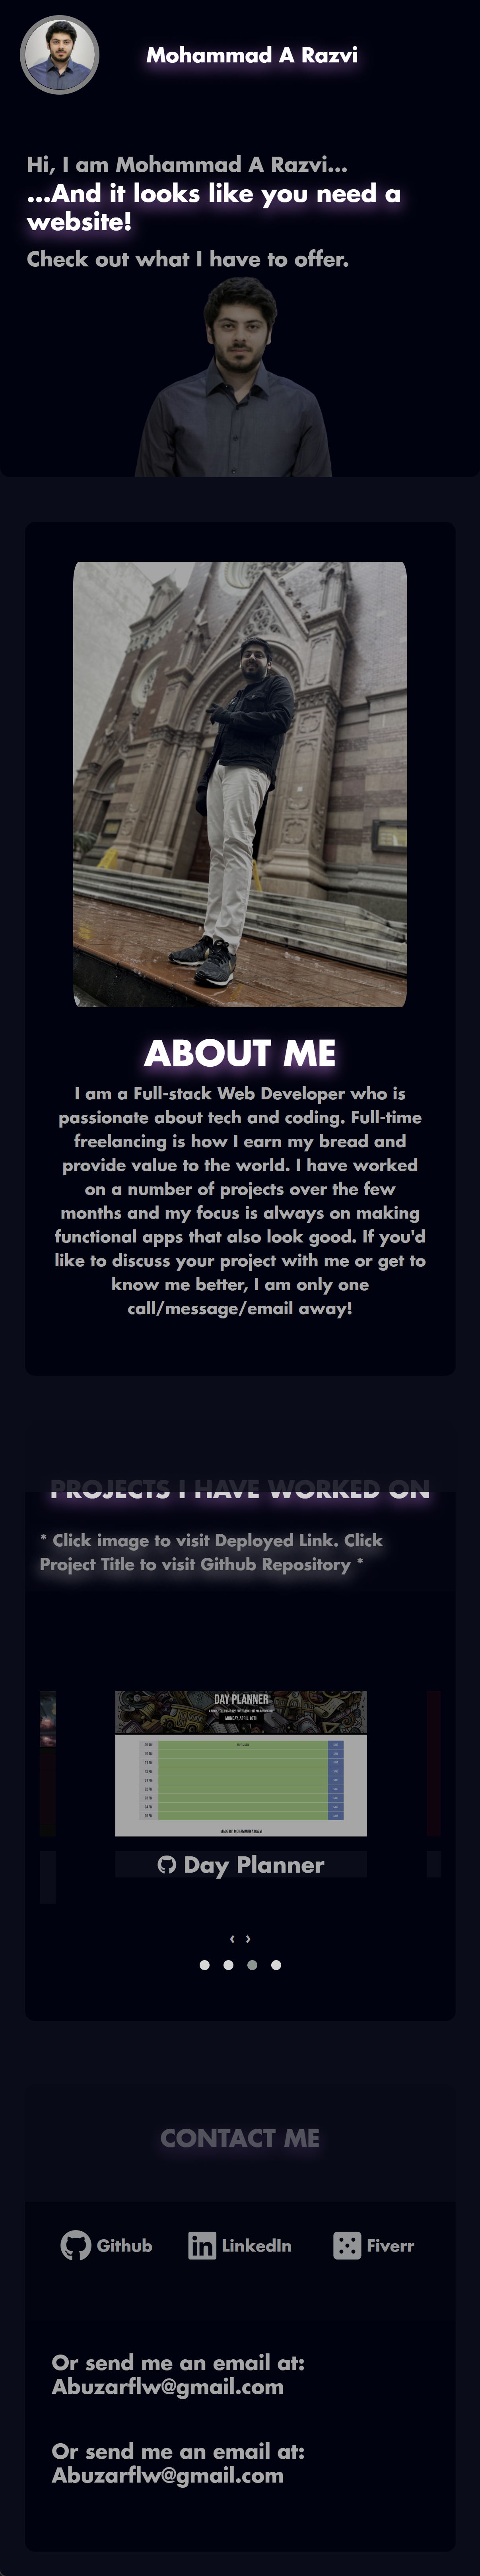 Mohammad A Razvi
Hi, I am Mohammad A Razvi...
...And it looks like you need a
website!
Check out what I have to offer.
ABOUT ME
I am a Full-stack Web Developer who is
passionate about tech and coding. Full-time
freelancing is how I earn my bread and
provide value to the world. I have worked
on a number of projects over the few
months and my focus is always on making
functional apps that also look good. If you'd
like to discuss your project with me or get to
know me better, I am only one
call/message/email away!
PROJECTS I HAVE WORKED ON
* Click image to visit Deployed Link. Click
Project Title to visit Github Repository *
DAY PLANNER
MONDAY, APRIL 18TH
Day Planner
‹ ›
CONTACT ME
Github LinkedIn Fiverr
Or send me an email at:
Abuzarflw@gmail.com
Or send me an email at:
Abuzarflw@gmail.com